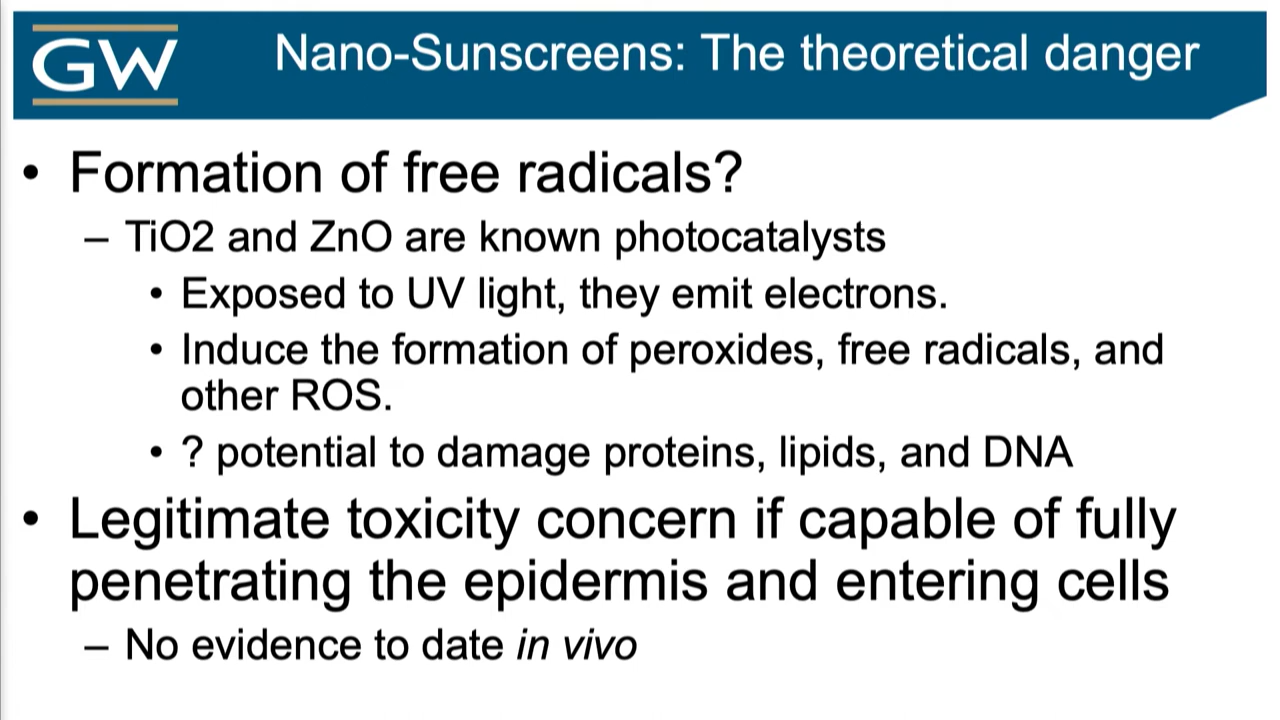 GW
Nano-Sunscreens: The theoretical danger
• Formation of free radicals?
– TiO2 and ZnO are known photocatalysts
• Exposed to UV light, they emit electrons.
• Induce the formation of peroxides, free radicals, and
other ROS.
• ? potential to damage proteins, lipids, and DNA
• Legitimate toxicity concern if capable of fully
penetrating the epidermis and entering cells
– No evidence to date in vivo